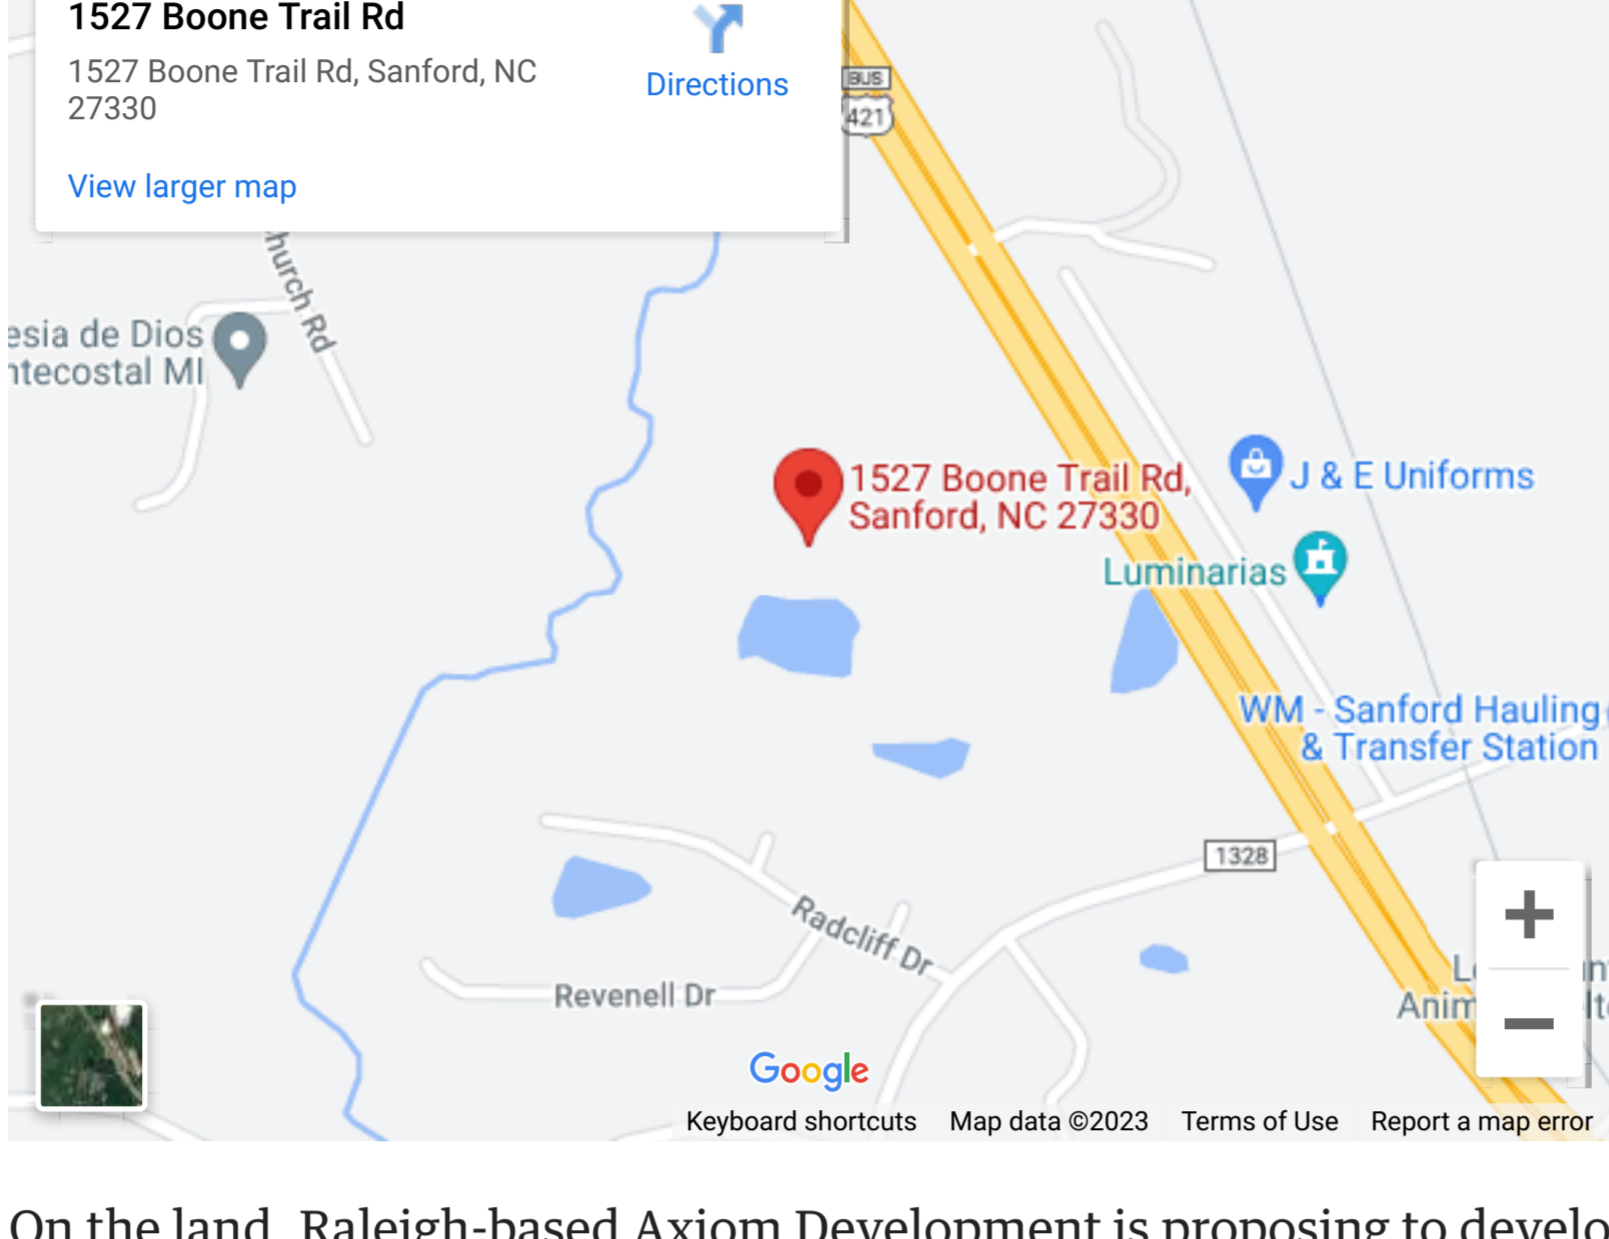 1527 Boone Trail Rd
1527 Boone Trail Rd, Sanford, NC
27330
Directions
View larger map
BUS
421
hurch Rd
esia de Dios
ntecostal MI
1527 Boone Trail Rd,
Sanford, NC 27330
J & E Uniforms
Luminarias
WM - Sanford Hauling
& Transfer Station
1328
Radcliff Dr
Revenell Dr
Anim
Google
Keyboard shortcuts
Map data ©2023
Terms of Use
Report a map error
On the land, Raleigh-based Axiom Development is proposing to develo